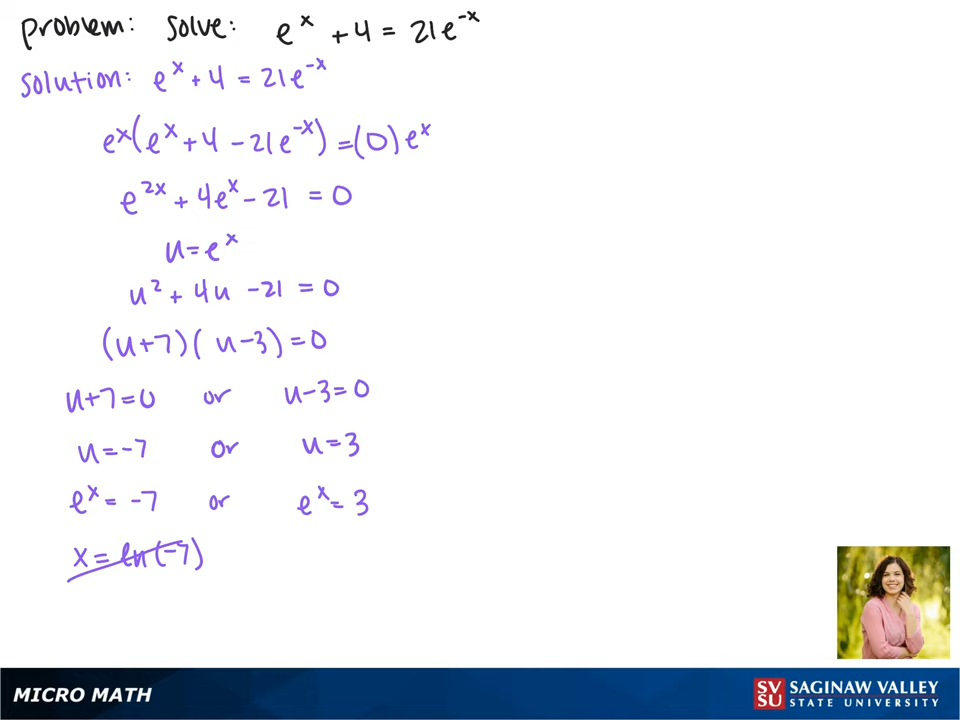 problem: solve: e^x + 4 = 21e^-x
solution: e^x + 4 = 21e^-x
e^x(e^x + 4 - 21e^-x) = (0)e^x
e^2x + 4e^x - 21 = 0
u = e^x
u^2 + 4u - 21 = 0
(u+7)(u-3) = 0
u+7=0 or u-3=0
u=-7 or u=3
e^x = -7 or e^x = 3
x = ln(-7)
MICRO MATH
SVSU SAGINAW VALLEY
STATE UNIVERSITY